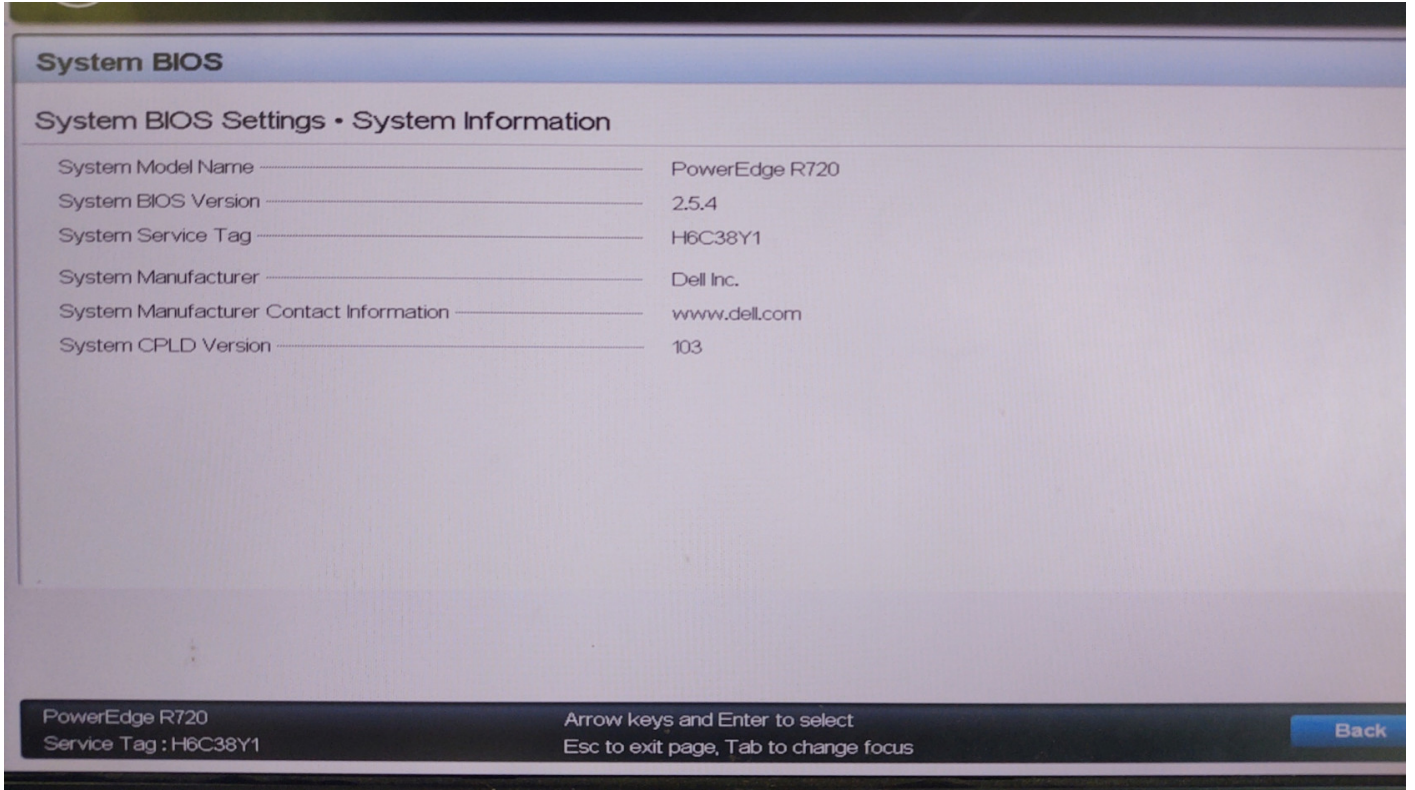 System BIOS
System BIOS Settings • System Information
System Model Name PowerEdge R720
System BIOS Version 2.5.4
System Service Tag H6C38Y1
System Manufacturer Dell Inc.
System Manufacturer Contact Information www.dell.com
System CPLD Version 103
PowerEdge R720
Service Tag : H6C38Y1
Arrow keys and Enter to select
Esc to exit page, Tab to change focus
Back